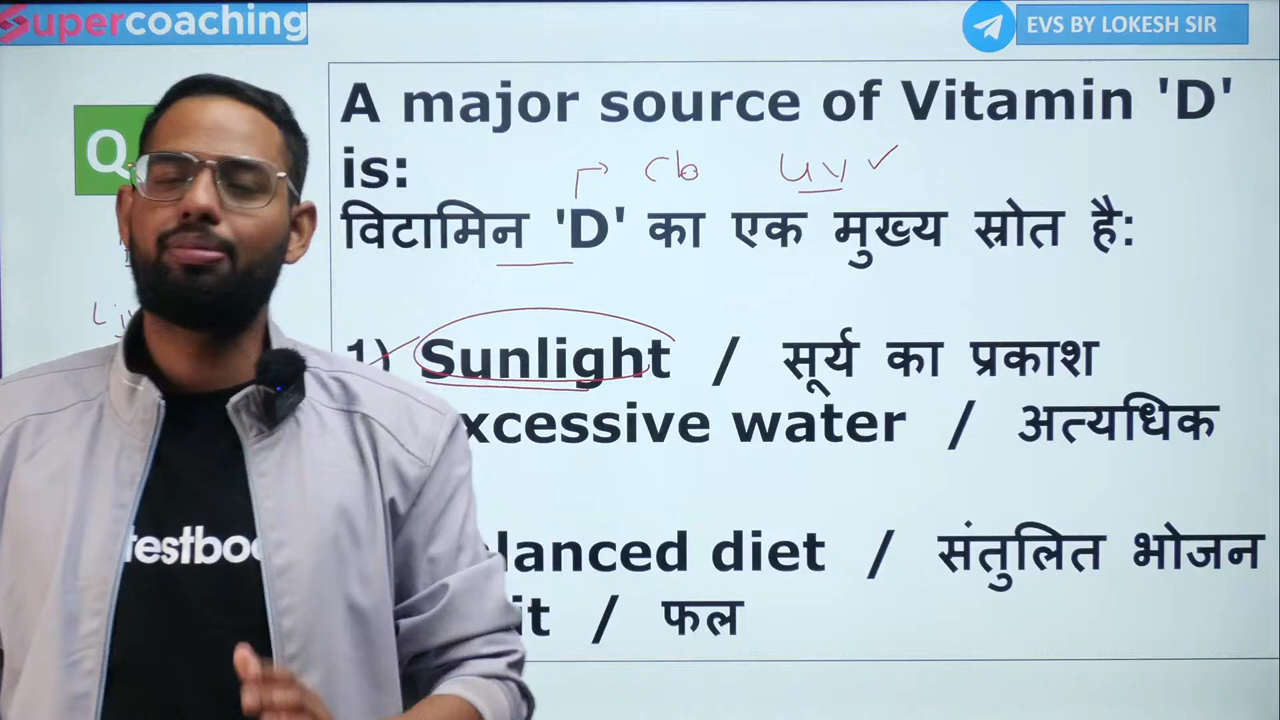 Supercoaching
EVS BY LOKESH SIR
Q
A major source of Vitamin 'D'
is:
cb uv
विटामिन 'D' का एक मुख्य स्रोत है:
1) Sunlight / सूर्य का प्रकाश
xcessive water / अत्यधिक
lanced diet / संतुलित भोजन
it / फल
testboo